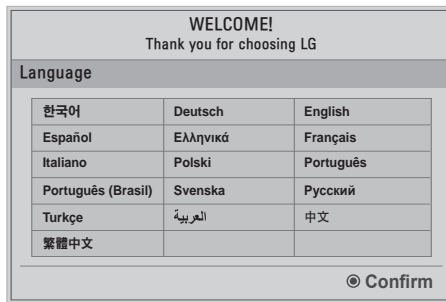 WELCOME!
Thank you for choosing LG
Language
한국어 Deutsch English
Español Ελληνικά Français
Italiano Polski Português
Português (Brasil) Svenska Русский
Turkçe العربية 中文
繁體中文
◉ Confirm